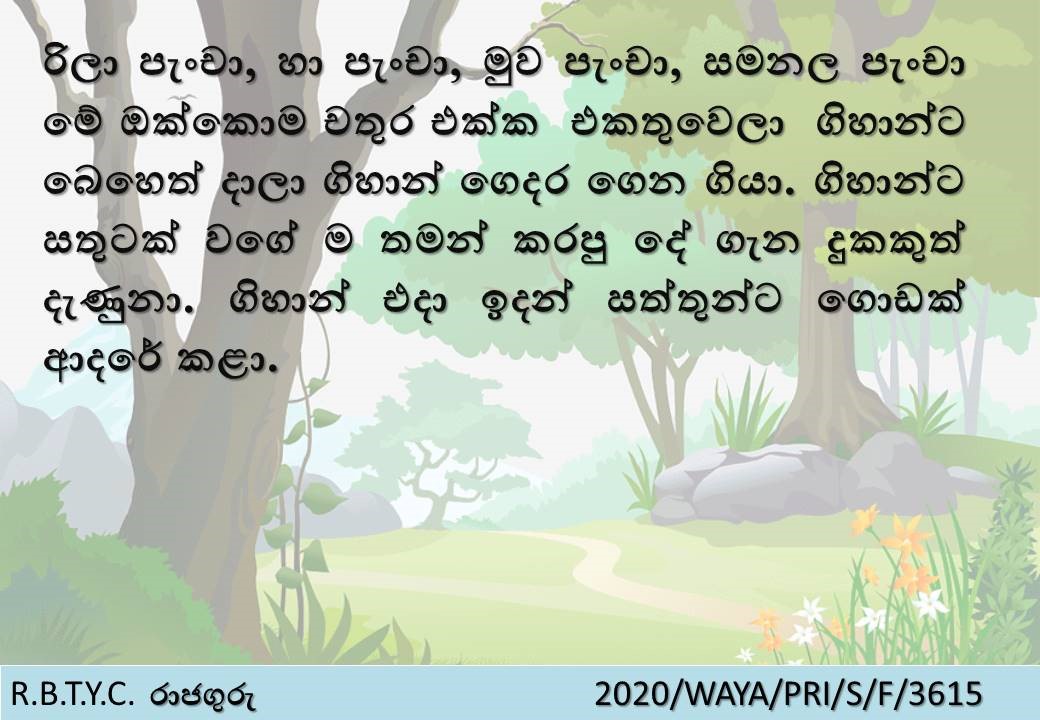 රිලා පැංචා, හා පැංචා, මුව පැංචා, සමනල පැංචා
මේ ඔක්කොම චතුර එක්ක එකතුවෙලා ගිහාන්ට
බෙහෙත් දාලා ගිහාන් ගෙදර ගෙන ගියා. ගිහාන්ට
සතුටක් වගේ ම තමන් කරපු දේ ගැන දුකකුත්
දැණුනා. ගිහාන් එදා ඉදන් සත්තුන්ට ගොඩක්
ආදරේ කළා.
R.B.T.Y.C. රාජගුරු 2020/WAYA/PRI/S/F/3615